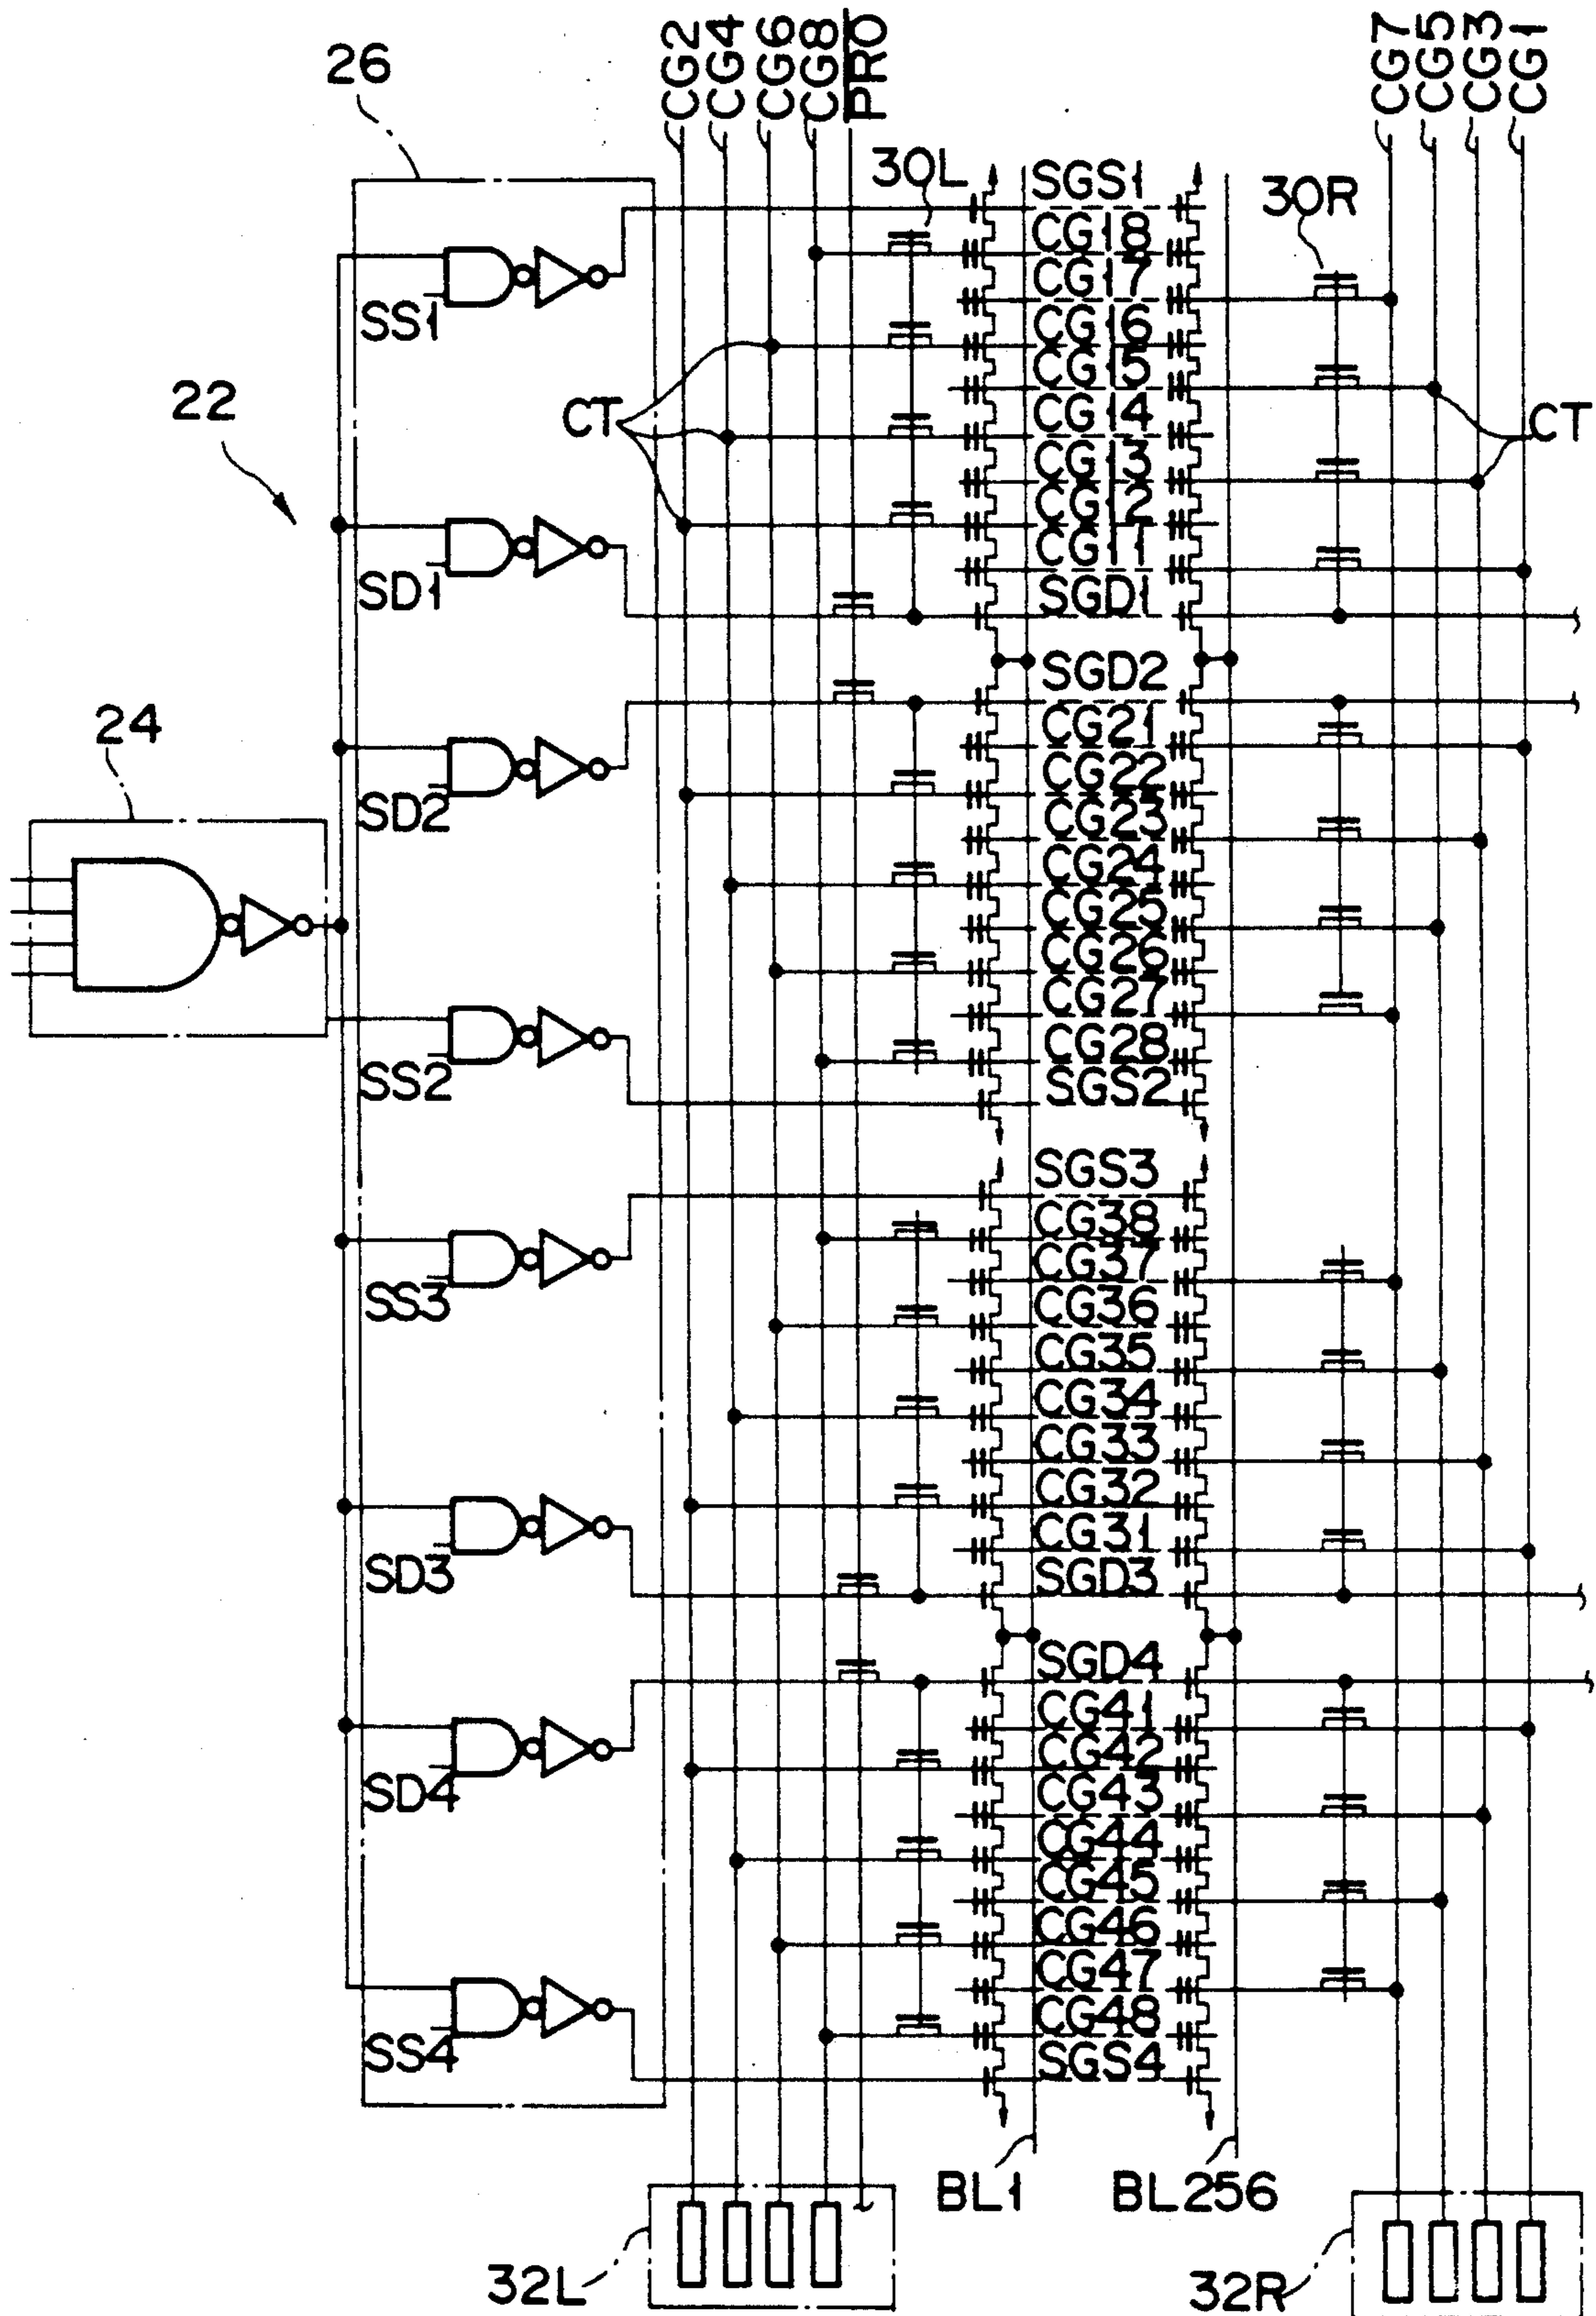 26
CG2
CG4
CG6
CG8
PRO
CG7
CG5
CG3
CG1
30L
30R
SGS1
CG18
CG17
CG16
CG15
CG14
CG13
CG12
CG11
SGD1
SS1
CT
CT
22
SD1
SGD2
CG21
CG22
CG23
CG24
CG25
CG26
CG27
CG28
SGS2
24
SD2
SS2
SGS3
CG38
CG37
CG36
CG35
CG34
CG33
CG32
CG31
SGD3
SS3
SD3
SGD4
CG41
CG42
CG43
CG44
CG45
CG46
CG47
CG48
SGS4
SD4
SS4
BL1
BL256
32L
32R